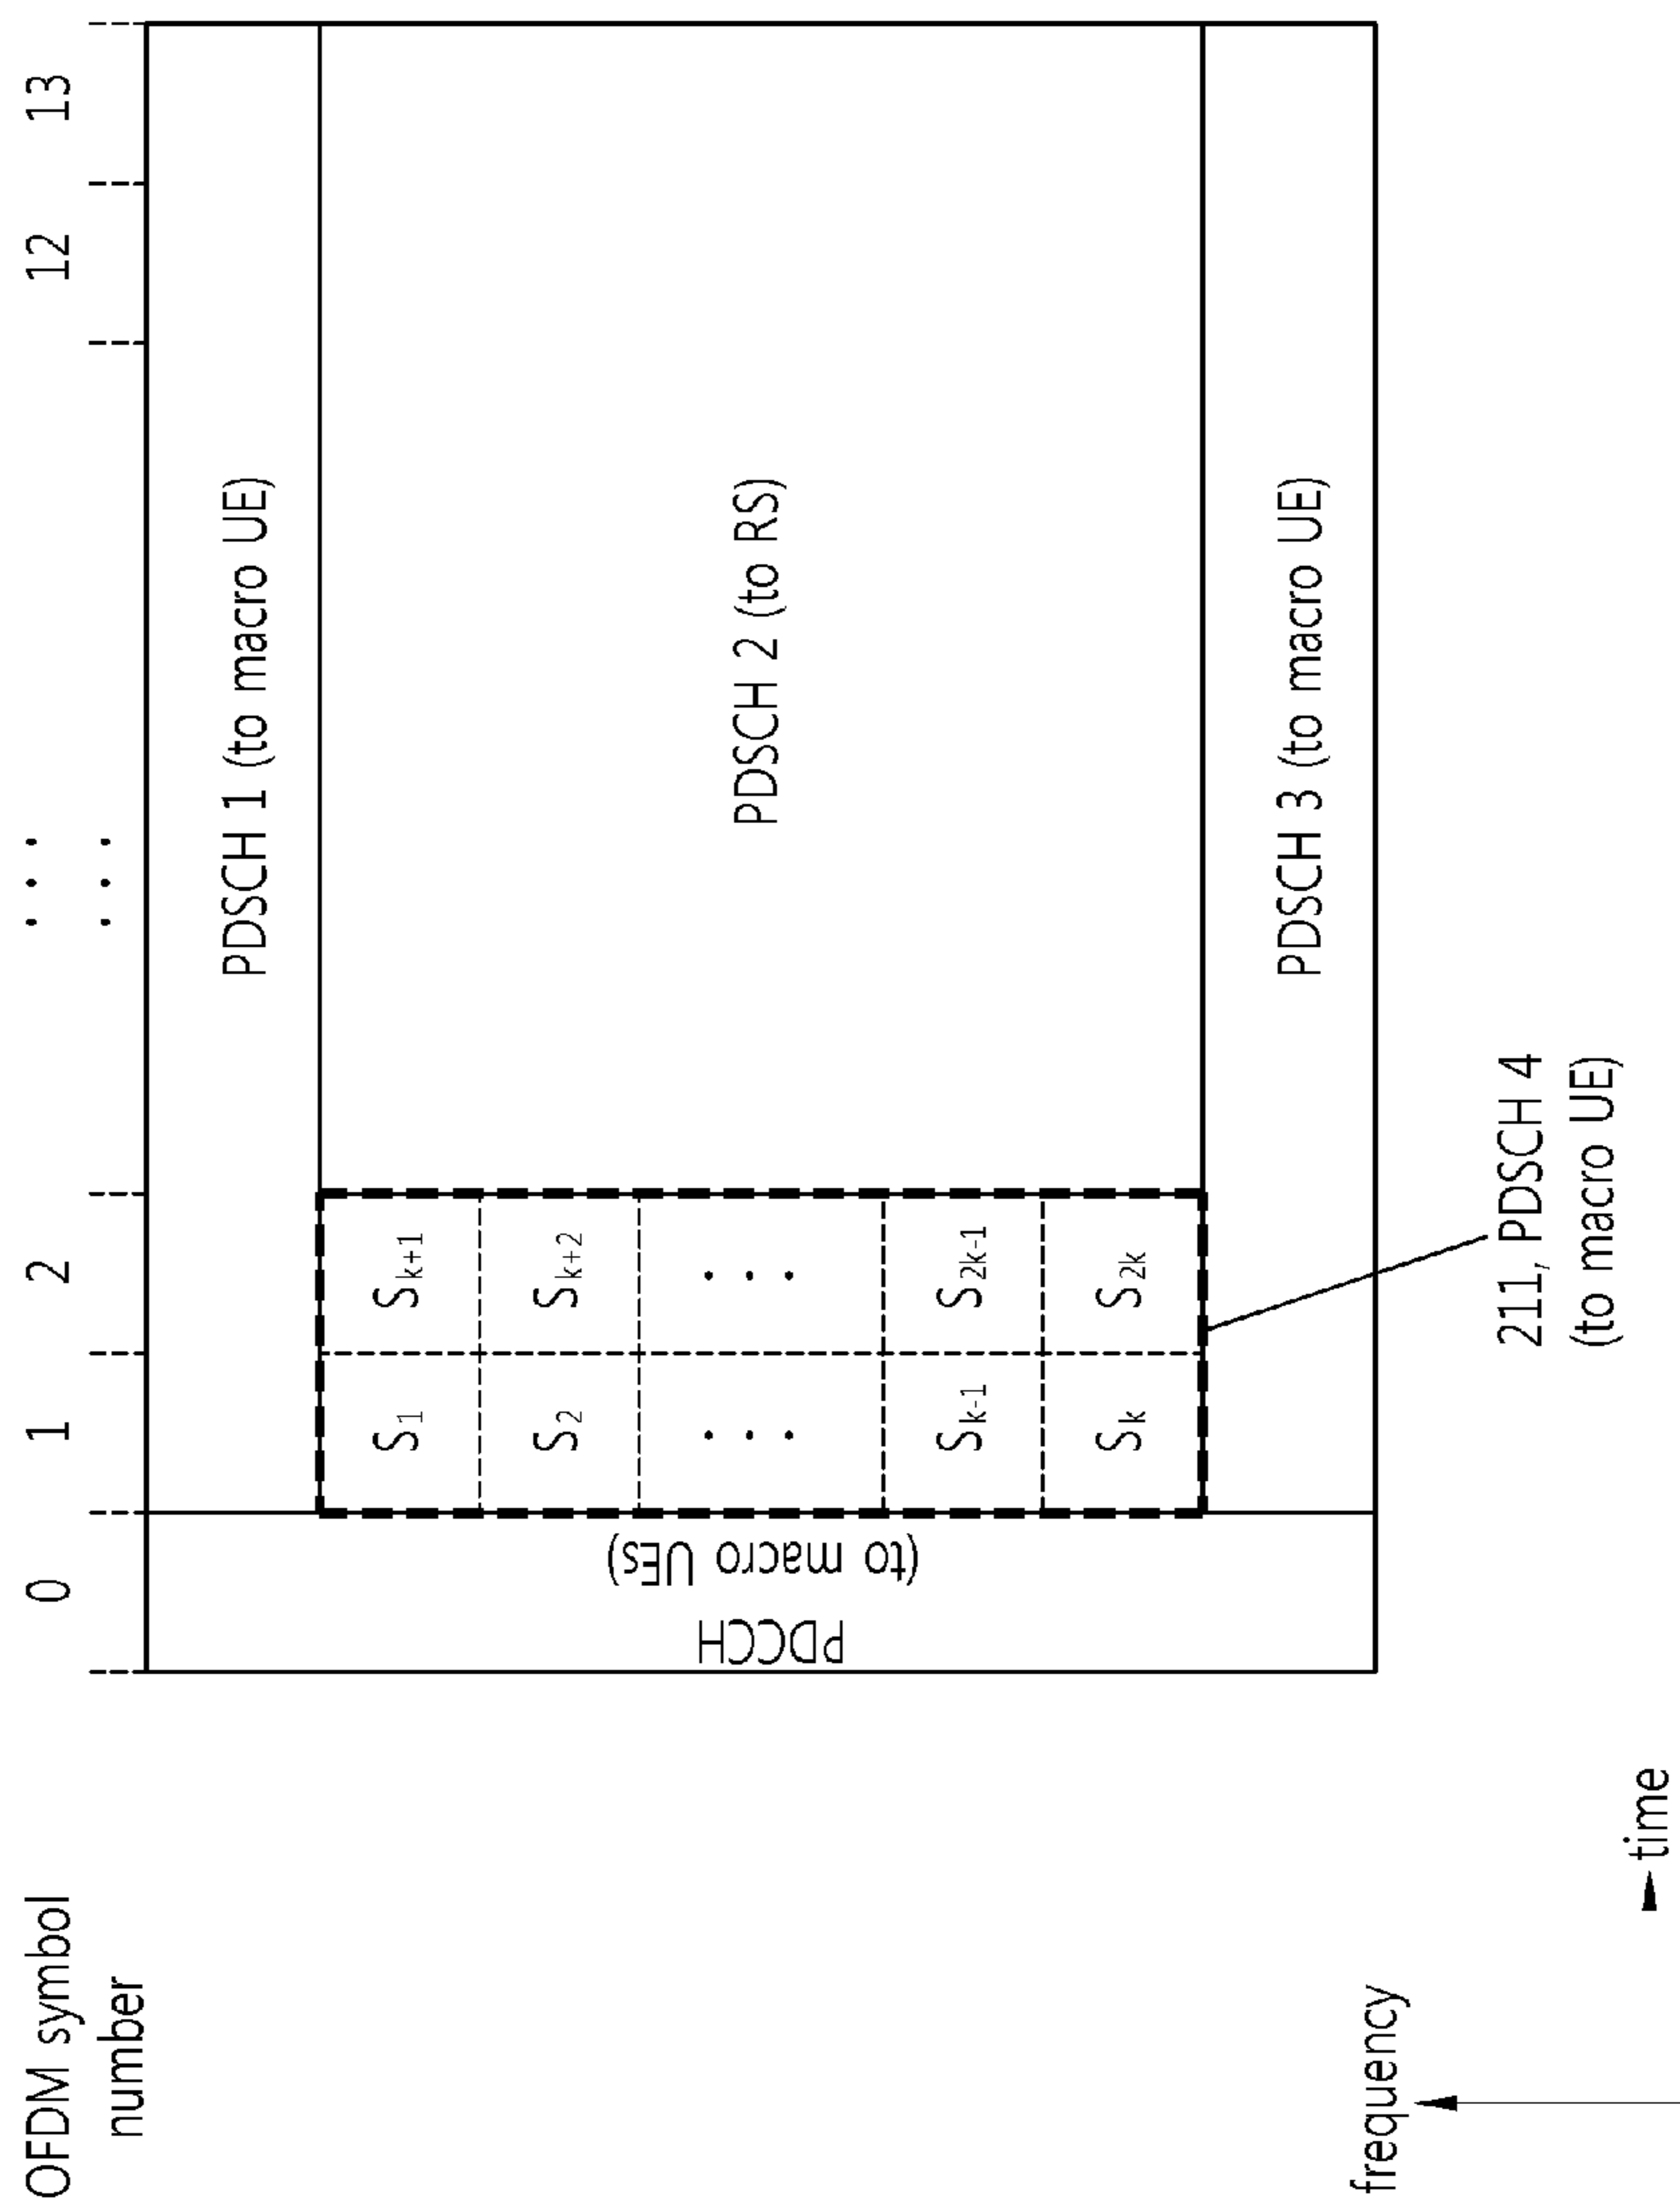 OFDM symbol
number
0 1 2 ... 12 13
...
PDSCH 1 (to macro UE)
PDCCH
(to macro UEs)
S1 Sk+1
S2 Sk+2
... ...
Sk-1 S2k-1
Sk S2k
PDSCH 2 (to RS)
PDSCH 3 (to macro UE)
211, PDSCH 4
(to macro UE)
frequency
time